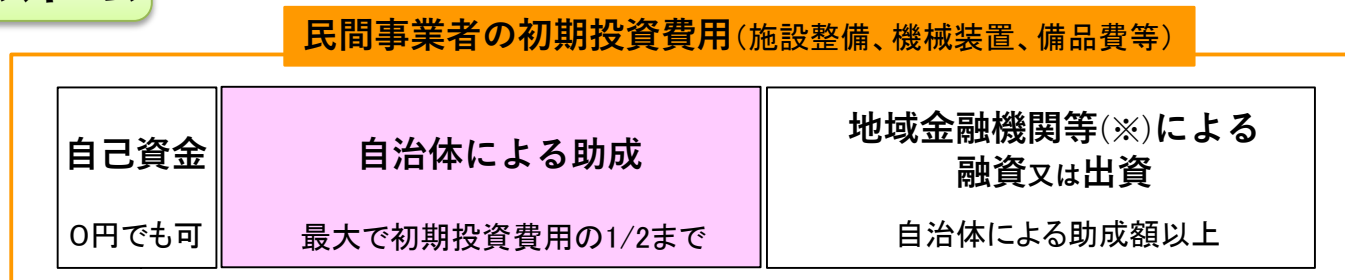 民間事業者の初期投資費用(施設整備、機械装置、備品費等)
自己資金
0円でも可
自治体による助成
最大で初期投資費用の1/2まで
地域金融機関等(※)による
融資又は出資
自治体による助成額以上